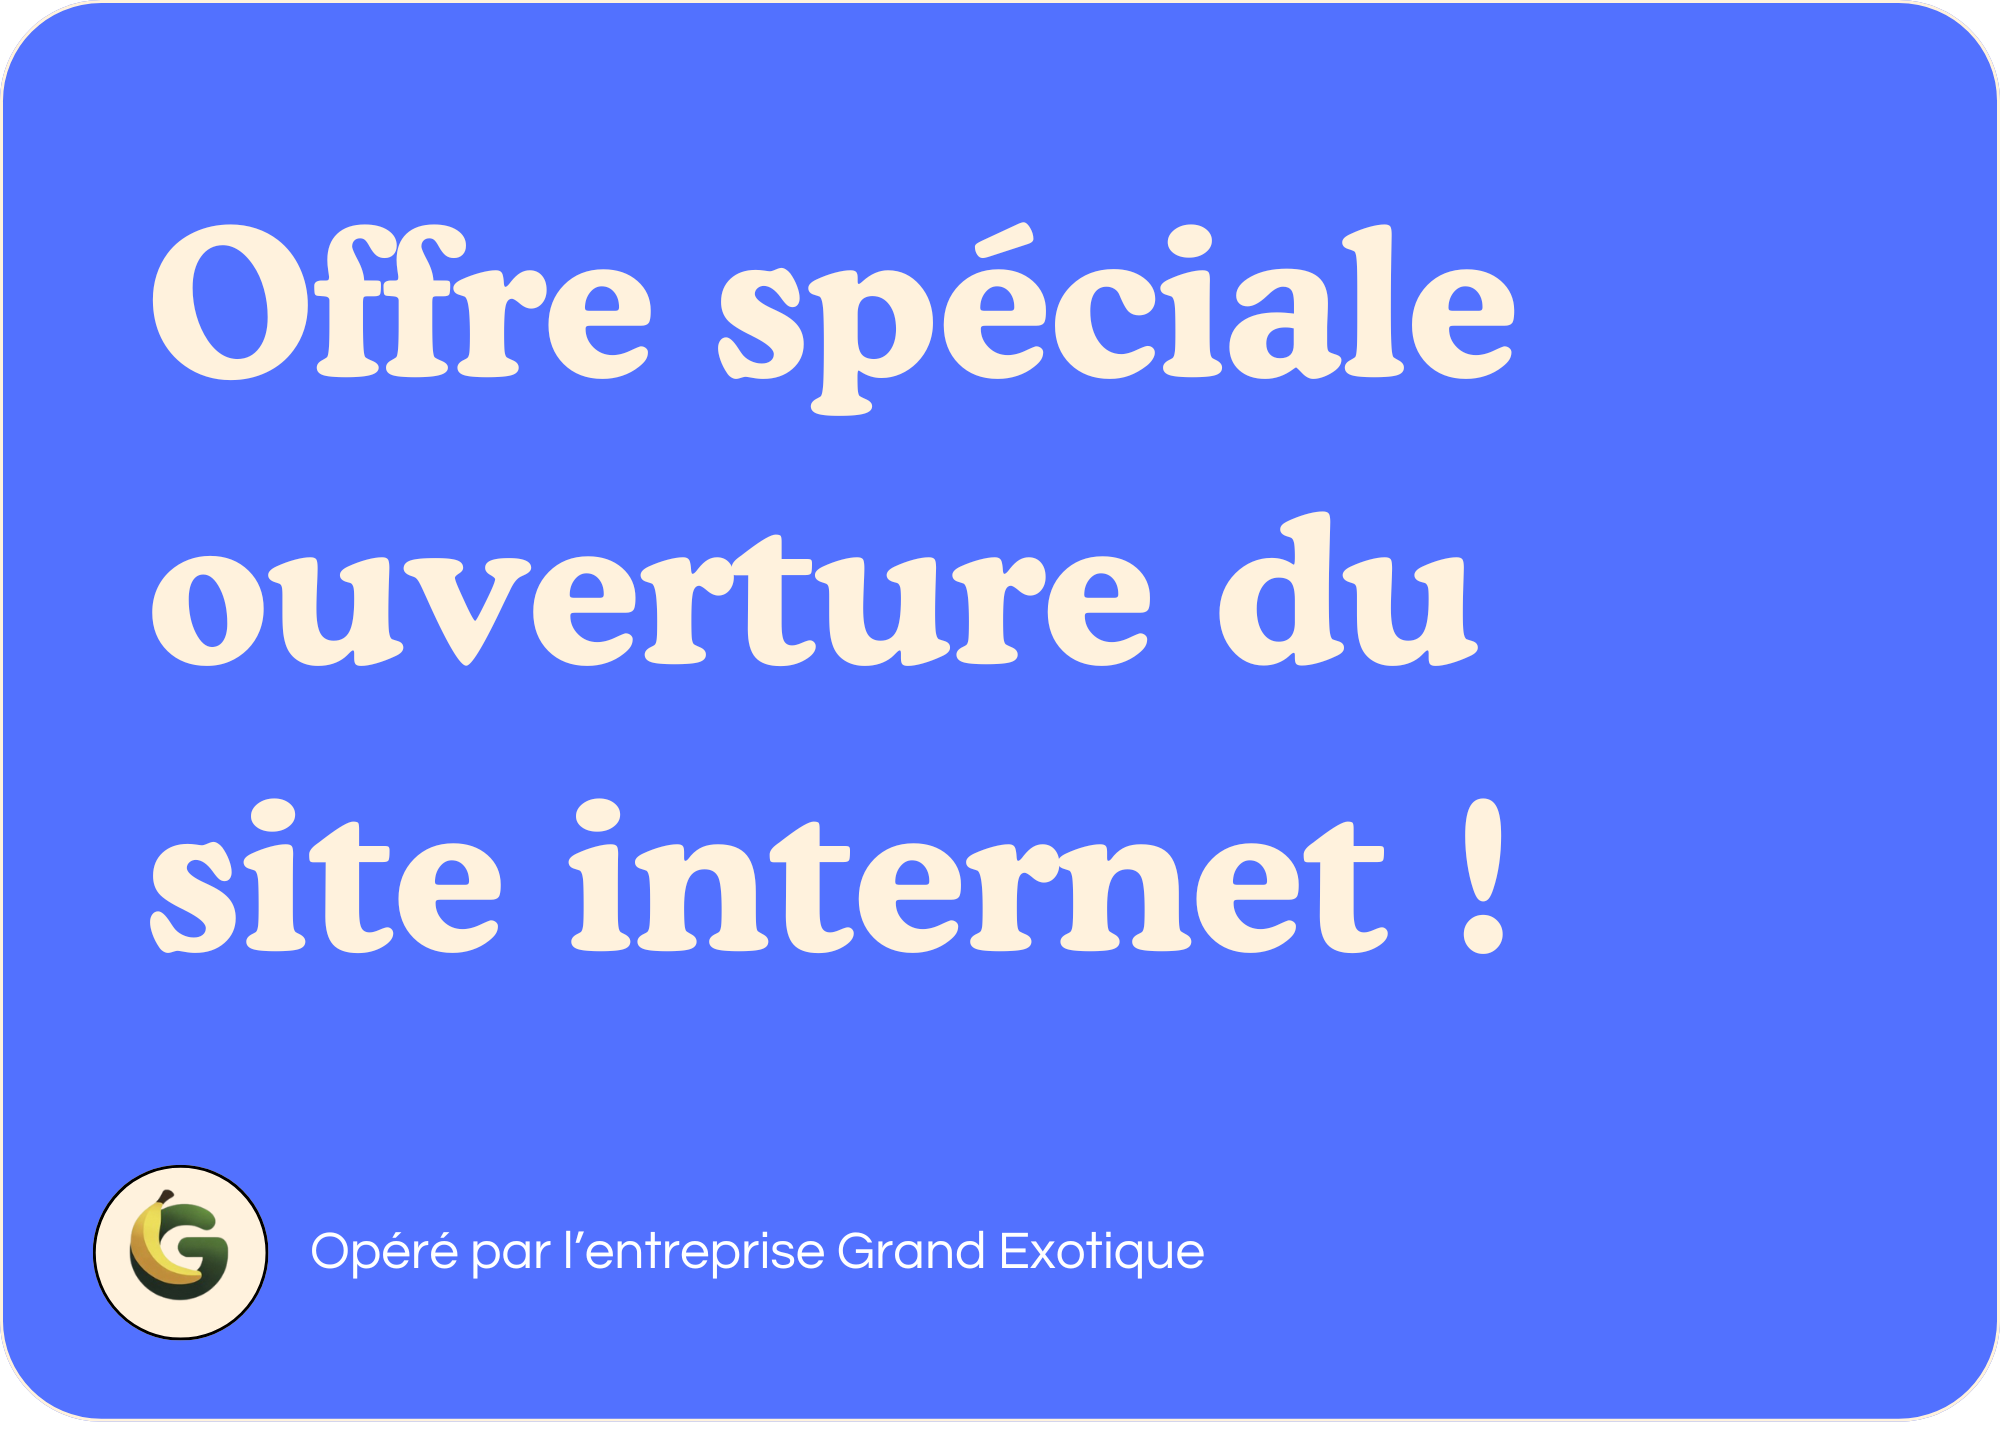 Offre spéciale
ouverture du
site internet !
G
Opéré par l’entreprise Grand Exotique